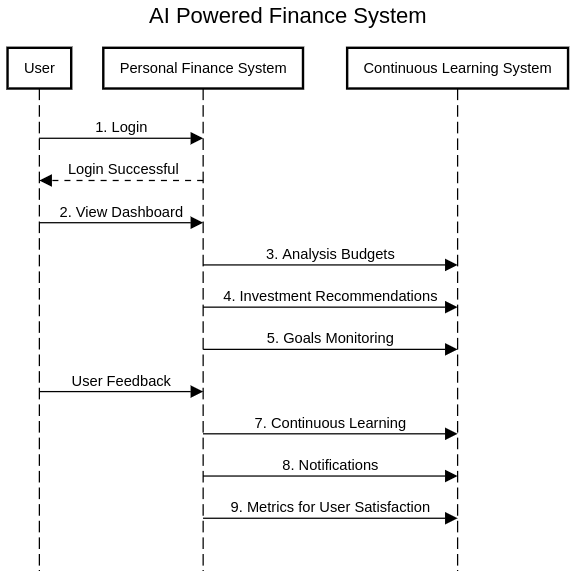 AI Powered Finance System
User
Personal Finance System
Continuous Learning System
1. Login
Login Successful
2. View Dashboard
3. Analysis Budgets
4. Investment Recommendations
5. Goals Monitoring
User Feedback
7. Continuous Learning
8. Notifications
9. Metrics for User Satisfaction